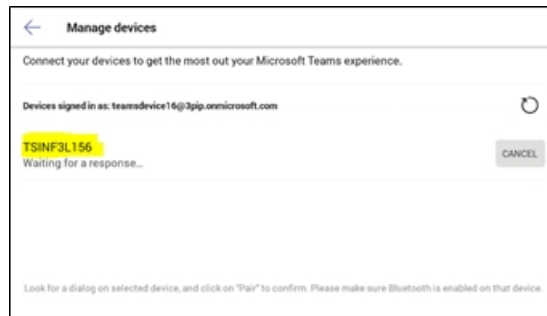 Manage devices
Connect your devices to get the most out your Microsoft Teams experience.
Devices signed in as: teamsdevice16@3pip.onmicrosoft.com
TSINF3L156
Waiting for a response...
CANCEL
Look for a dialog on selected device, and click on "Pair" to confirm. Please make sure Bluetooth is enabled on that device.